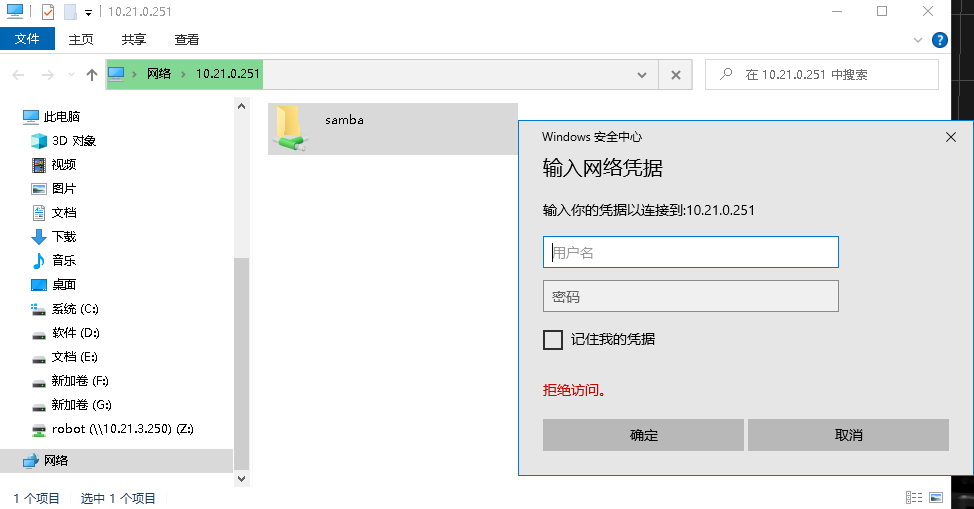 10.21.0.251
文件 主页 共享 查看
网络 10.21.0.251
在 10.21.0.251 中搜索
此电脑
3D 对象
视频
图片
文档
下载
音乐
桌面
系统 (C:)
软件 (D:)
文档 (E:)
新加卷 (F:)
新加卷 (G:)
robot (\\10.21.3.250) (Z:)
网络
samba
Windows 安全中心
输入网络凭据
输入你的凭据以连接到:10.21.0.251
用户名
密码
记住我的凭据
拒绝访问。
确定 取消
1 个项目 选中 1 个项目